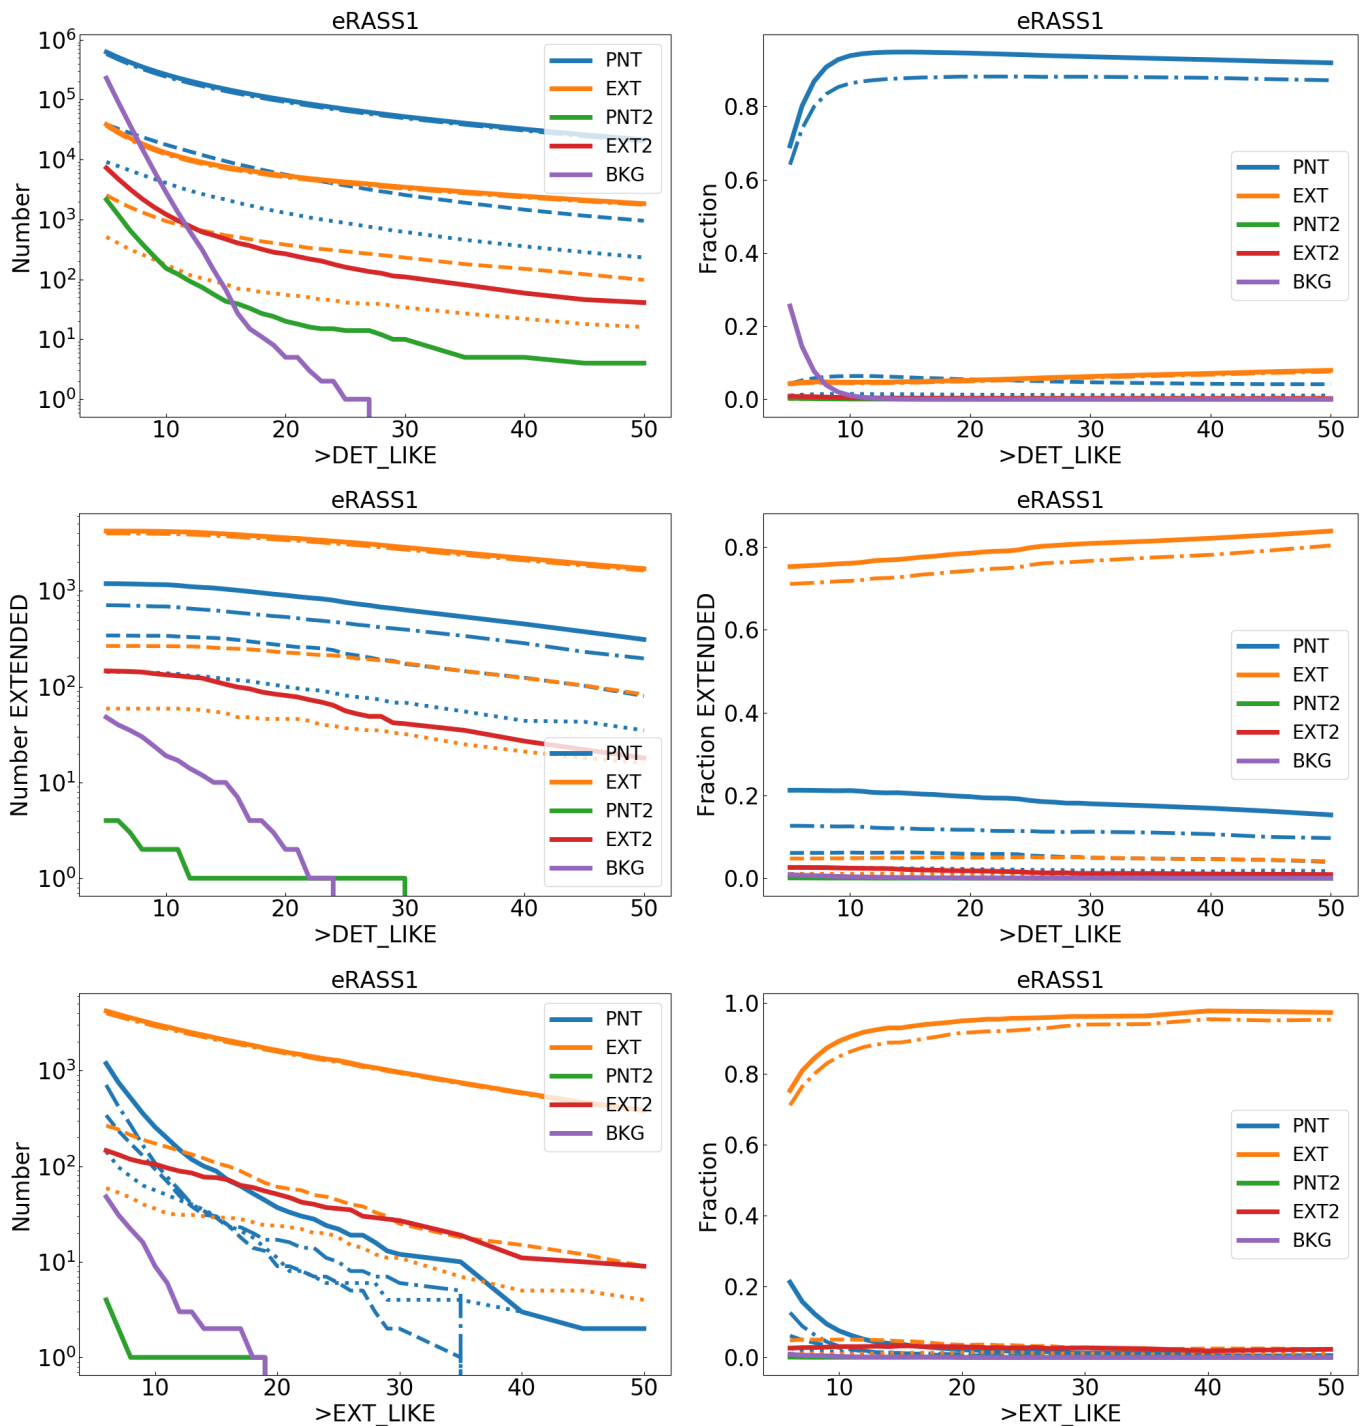 eRASS1
Number
10^6
10^5
10^4
10^3
10^2
10^1
10^0
10 20 30 40 50
>DET_LIKE
PNT
EXT
PNT2
EXT2
BKG
eRASS1
Fraction
0.8
0.6
0.4
0.2
0.0
10 20 30 40 50
>DET_LIKE
PNT
EXT
PNT2
EXT2
BKG
eRASS1
Number EXTENDED
10^3
10^2
10^1
10^0
10 20 30 40 50
>DET_LIKE
PNT
EXT
PNT2
EXT2
BKG
eRASS1
Fraction EXTENDED
0.8
0.6
0.4
0.2
0.0
10 20 30 40 50
>DET_LIKE
PNT
EXT
PNT2
EXT2
BKG
eRASS1
Number
10^3
10^2
10^1
10^0
10 20 30 40 50
>EXT_LIKE
PNT
EXT
PNT2
EXT2
BKG
eRASS1
Fraction
1.0
0.8
0.6
0.4
0.2
0.0
10 20 30 40 50
>EXT_LIKE
PNT
EXT
PNT2
EXT2
BKG